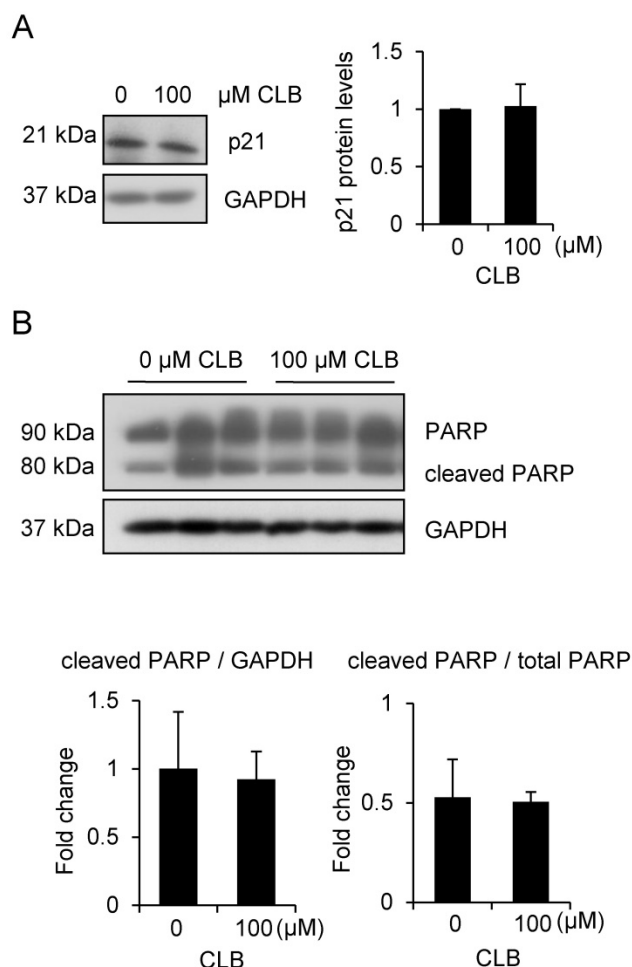 A
0 100 µM CLB
21 kDa p21
37 kDa GAPDH
p21 protein levels
1.5
1
0.5
0
0 100 (µM)
CLB
B
0 µM CLB 100 µM CLB
90 kDa PARP
80 kDa cleaved PARP
37 kDa GAPDH
cleaved PARP / GAPDH
Fold change
1.5
1
0.5
0
0 100 (µM)
CLB
cleaved PARP / total PARP
Fold change
1
0.5
0
0 100 (µM)
CLB